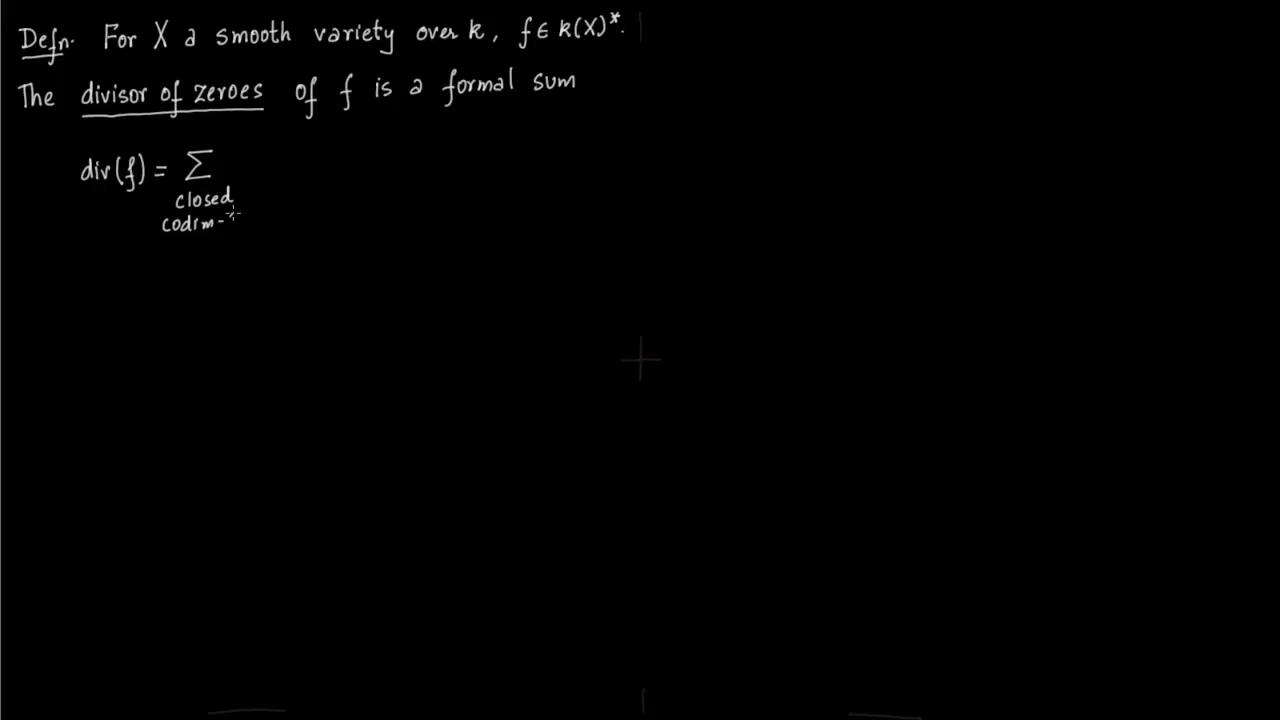 Defn. For X a smooth variety over k, f ∈ k(X)*.
The divisor of zeroes of f is a formal sum
div(f) = Σ
closed
codim-